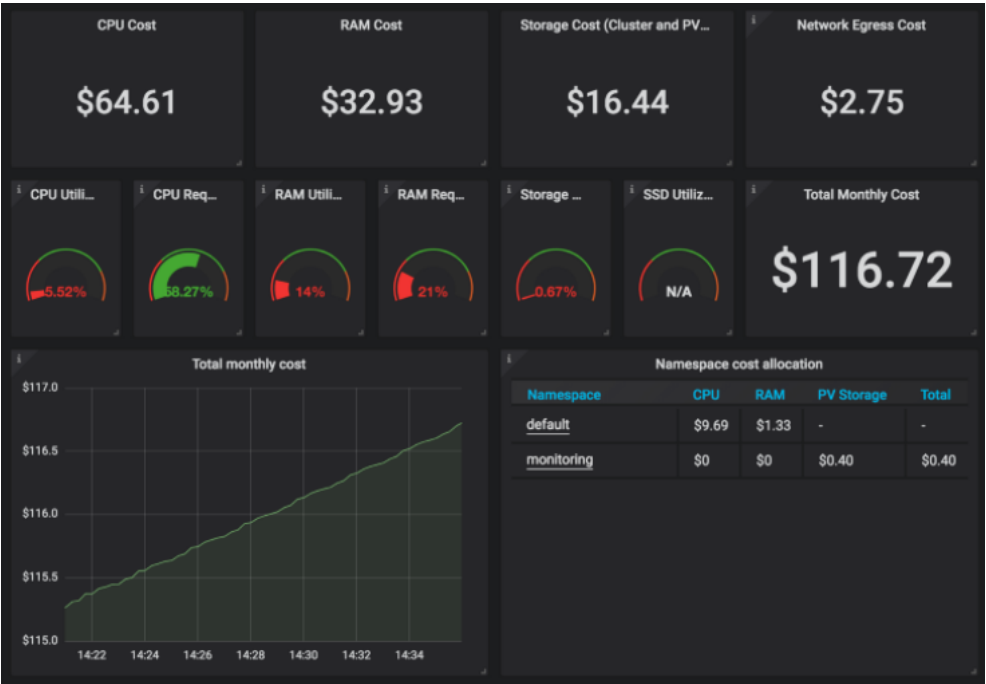 CPU Cost
RAM Cost
Storage Cost (Cluster and PV...
Network Egress Cost
$64.61
$32.93
$16.44
$2.75
CPU Utili...
CPU Req...
RAM Utili...
RAM Req...
Storage ...
SSD Utiliz...
Total Monthly Cost
5.52%
58.27%
14%
21%
0.67%
N/A
$116.72
Total monthly cost
$117.0
$116.5
$116.0
$115.5
$115.0
14:22 14:24 14:26 14:28 14:30 14:32 14:34
Namespace cost allocation
Namespace CPU RAM PV Storage Total
default $9.69 $1.33 - -
monitoring $0 $0 $0.40 $0.40